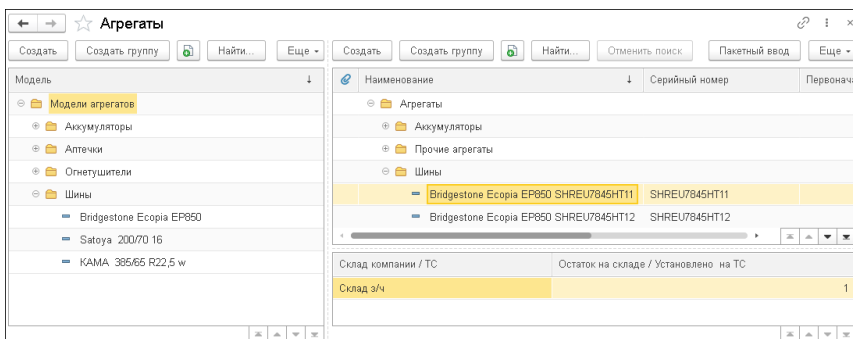 Агрегаты
Создать Создать группу Найти... Еще
Модель
Модели агрегатов
Аккумуляторы
Аптечки
Огнетушители
Шины
Bridgestone Ecopia EP850
Satoya 200/70 16
КАМА 385/65 R22,5 w
Создать Создать группу Найти... Отменить поиск Пакетный ввод Еще
Наименование Серийный номер Первонача
Агрегаты
Аккумуляторы
Прочие агрегаты
Шины
Bridgestone Ecopia EP850 SHREU7845HT11 SHREU7845HT11
Bridgestone Ecopia EP850 SHREU7845HT12 SHREU7845HT12
Склад компании / ТС Остаток на складе / Установлено на ТС
Склад з/ч 1